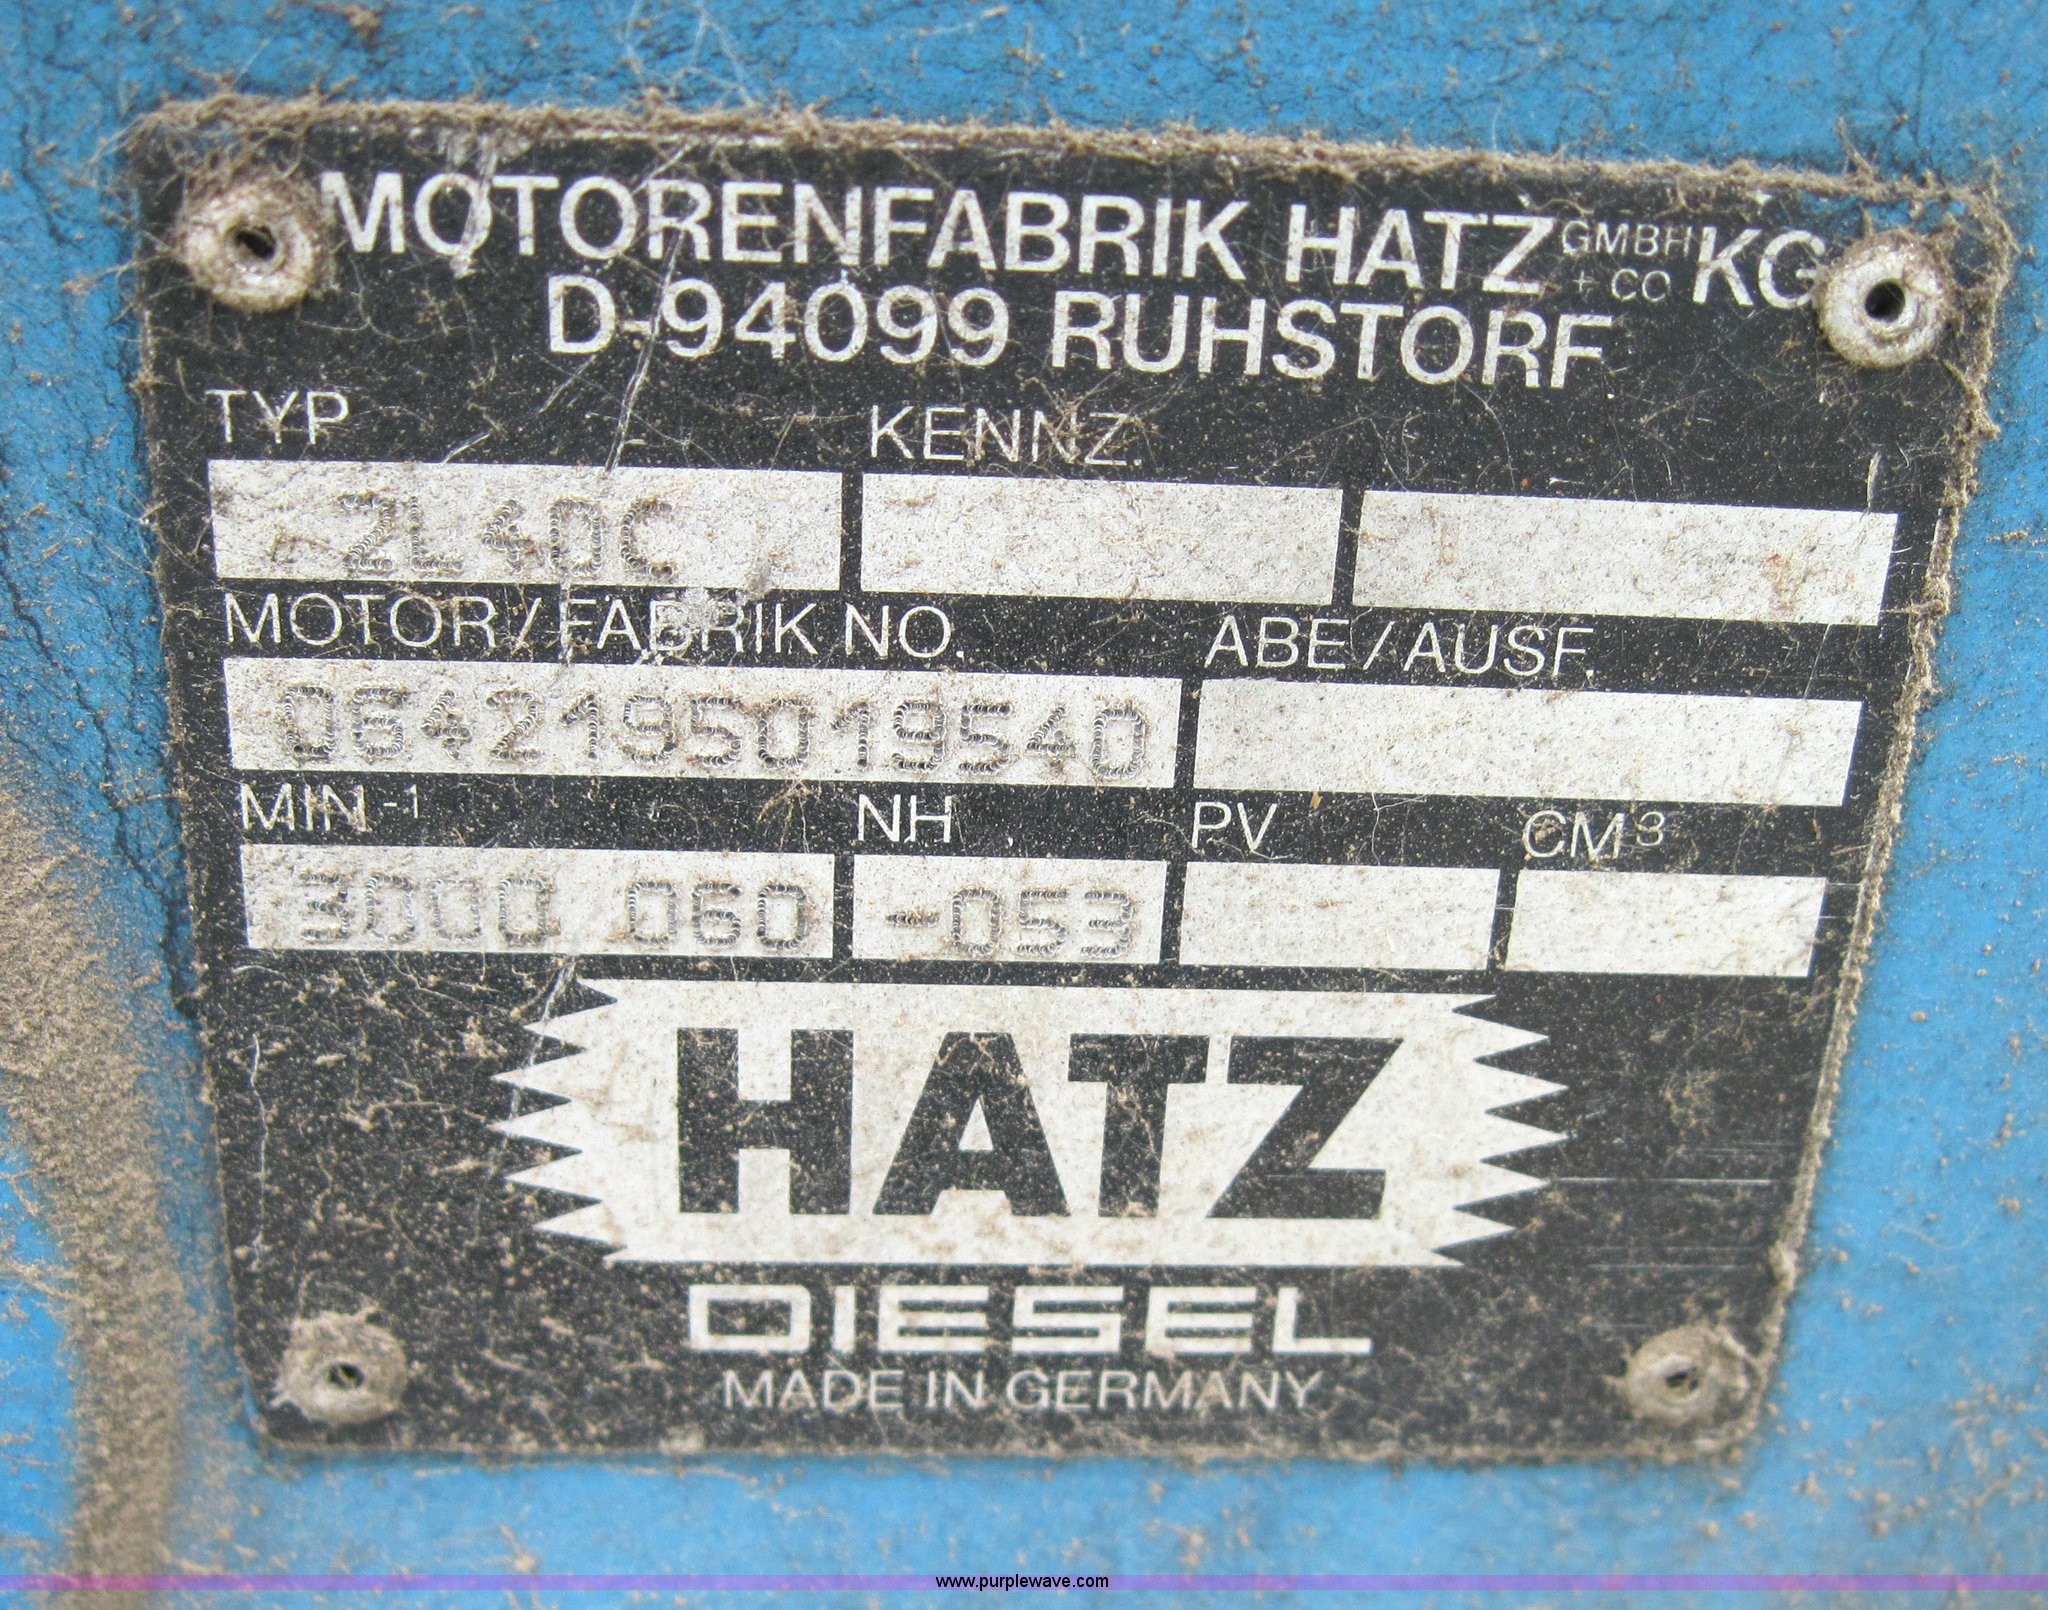 MOTORENFABRIK HATZ GMBH + CO KG
D-94099 RUHSTORF
TYP KENNZ.
2L40C
MOTOR/FABRIK NO. ABE/AUSF.
0642195019540
MIN-1 NH PV CM3
3000 060 -053
HATZ
DIESEL
MADE IN GERMANY
www.purplewave.com